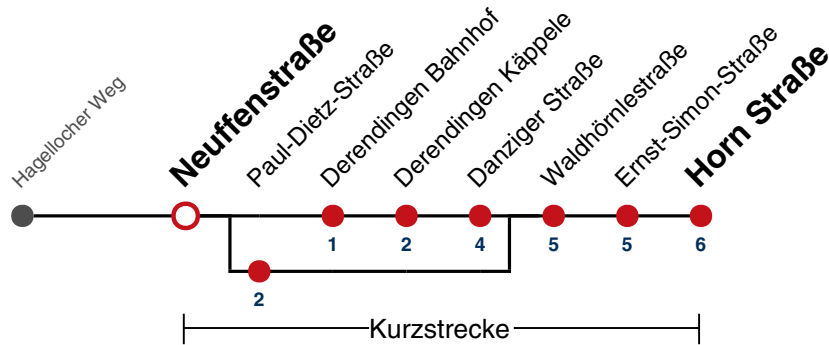 Hagellocher Weg
Neuffenstraße
Paul-Dietz-Straße
Derendingen Bahnhof
Derendingen Käppele
Danziger Straße
Waldhörnlestraße
Ernst-Simon-Straße
Horn Straße
1 2 4 5 5 6
2
Kurzstrecke